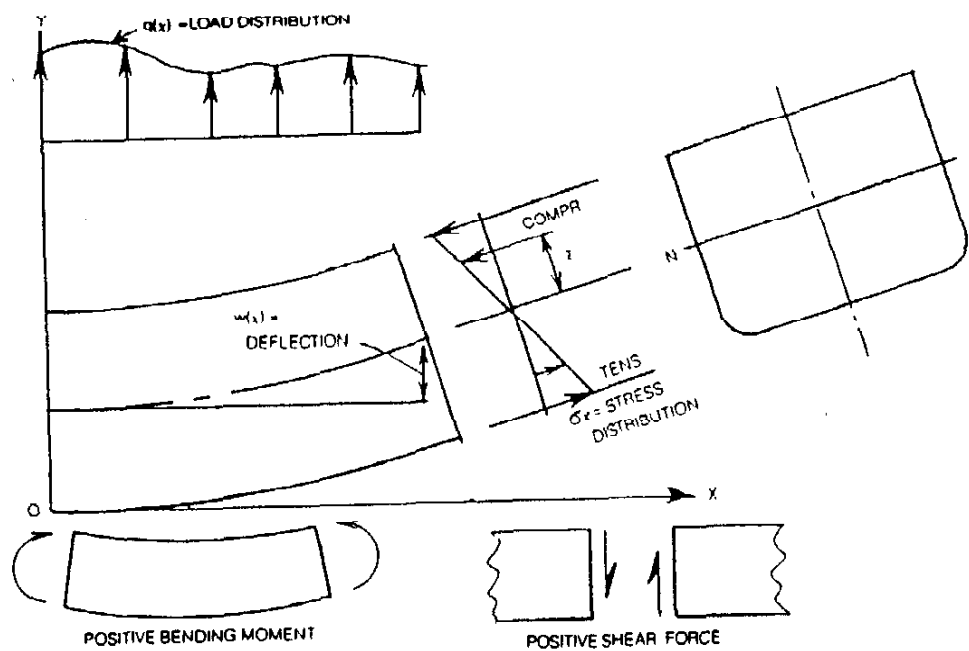 Y
q(x) = LOAD DISTRIBUTION
COMPR
z
N
w(x) =
DEFLECTION
TENS
σx = STRESS
DISTRIBUTION
O
X
POSITIVE BENDING MOMENT
POSITIVE SHEAR FORCE